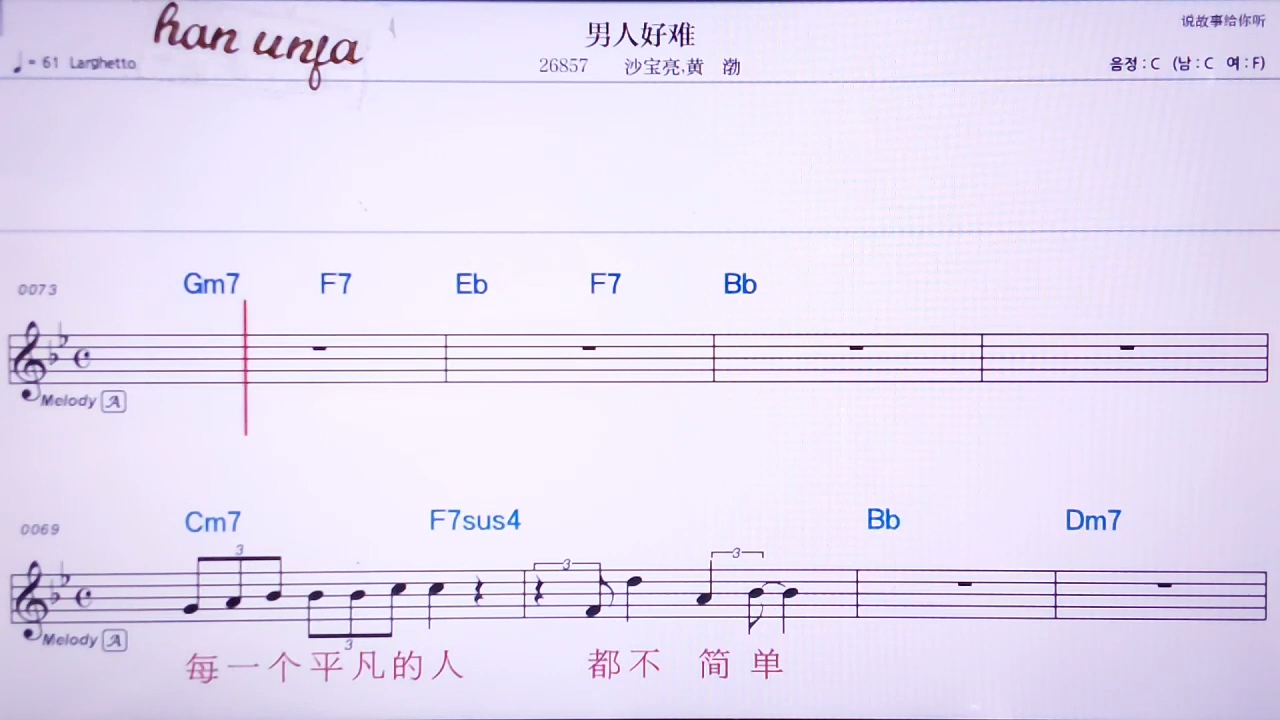 说故事给你听
han unfa
男人好难
♩= 61 Larghetto
26857 沙宝亮,黄 渤
음정 : C (남 : C 여 : F)
0073 Gm7 F7 Eb F7 Bb
Melody A
0069 Cm7 F7sus4 Bb Dm7
3 3 3
3
Melody A
每一个平凡的人 都不 简 单